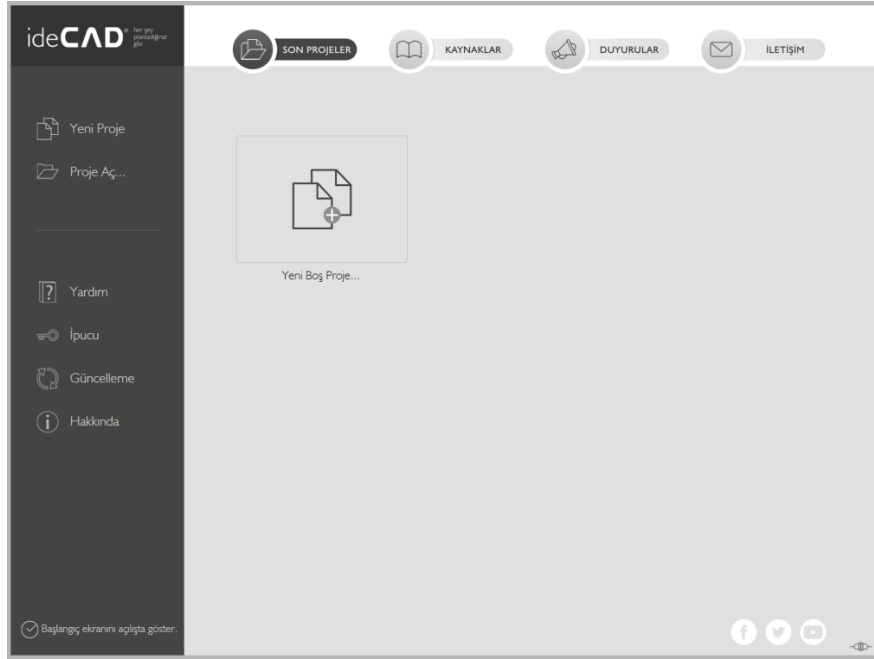 ideCAD® her şey
planladığınız
gibi
SON PROJELER
KAYNAKLAR
DUYURULAR
İLETİŞİM
Yeni Proje
Proje Aç...
Yeni Boş Proje...
? Yardım
İpucu
Güncelleme
i Hakkında
Başlangıç ekranını açılışta göster.
f